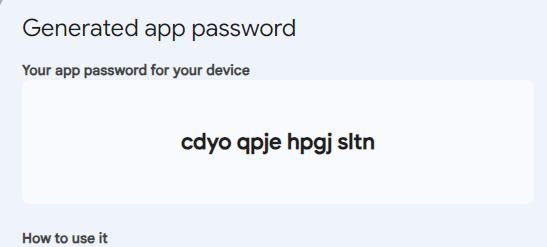 Generated app password
Your app password for your device
cdyo qpje hpgj sltn
How to use it